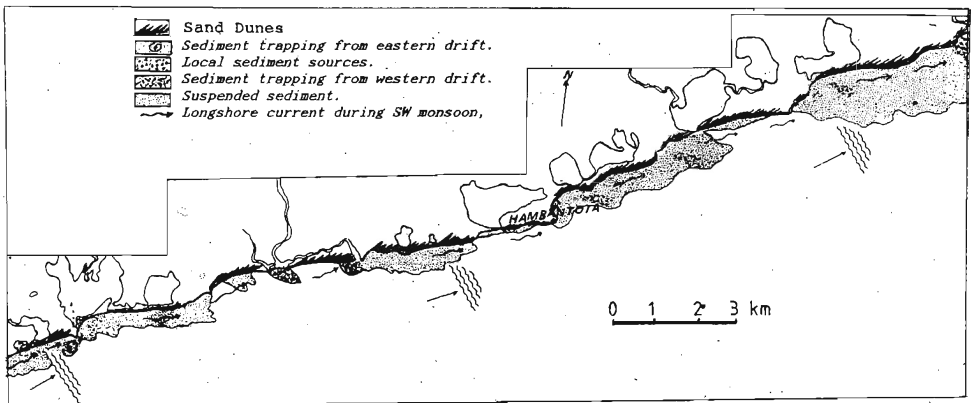 Sand Dunes
Sediment trapping from eastern drift.
Local sediment sources.
Sediment trapping from western drift.
Suspended sediment.
Longshore current during SW monsoon,
N
HAMBANTOTA
0 1 2 3 km